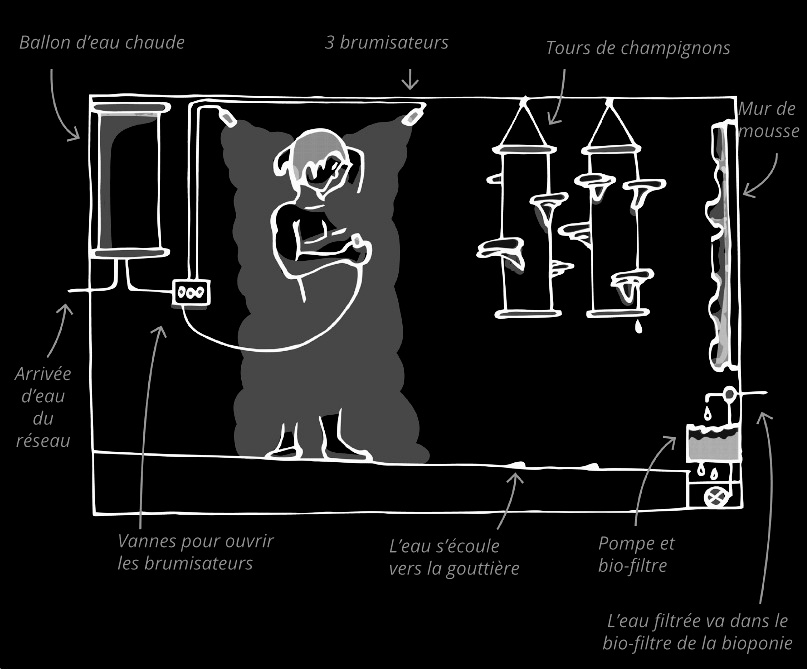 Ballon d'eau chaude
3 brumisateurs
Tours de champignons
Mur de
mousse
Arrivée
d'eau
du
réseau
Vannes pour ouvrir
les brumisateurs
L'eau s'écoule
vers la gouttière
Pompe et
bio-filtre
L'eau filtrée va dans le
bio-filtre de la bioponie